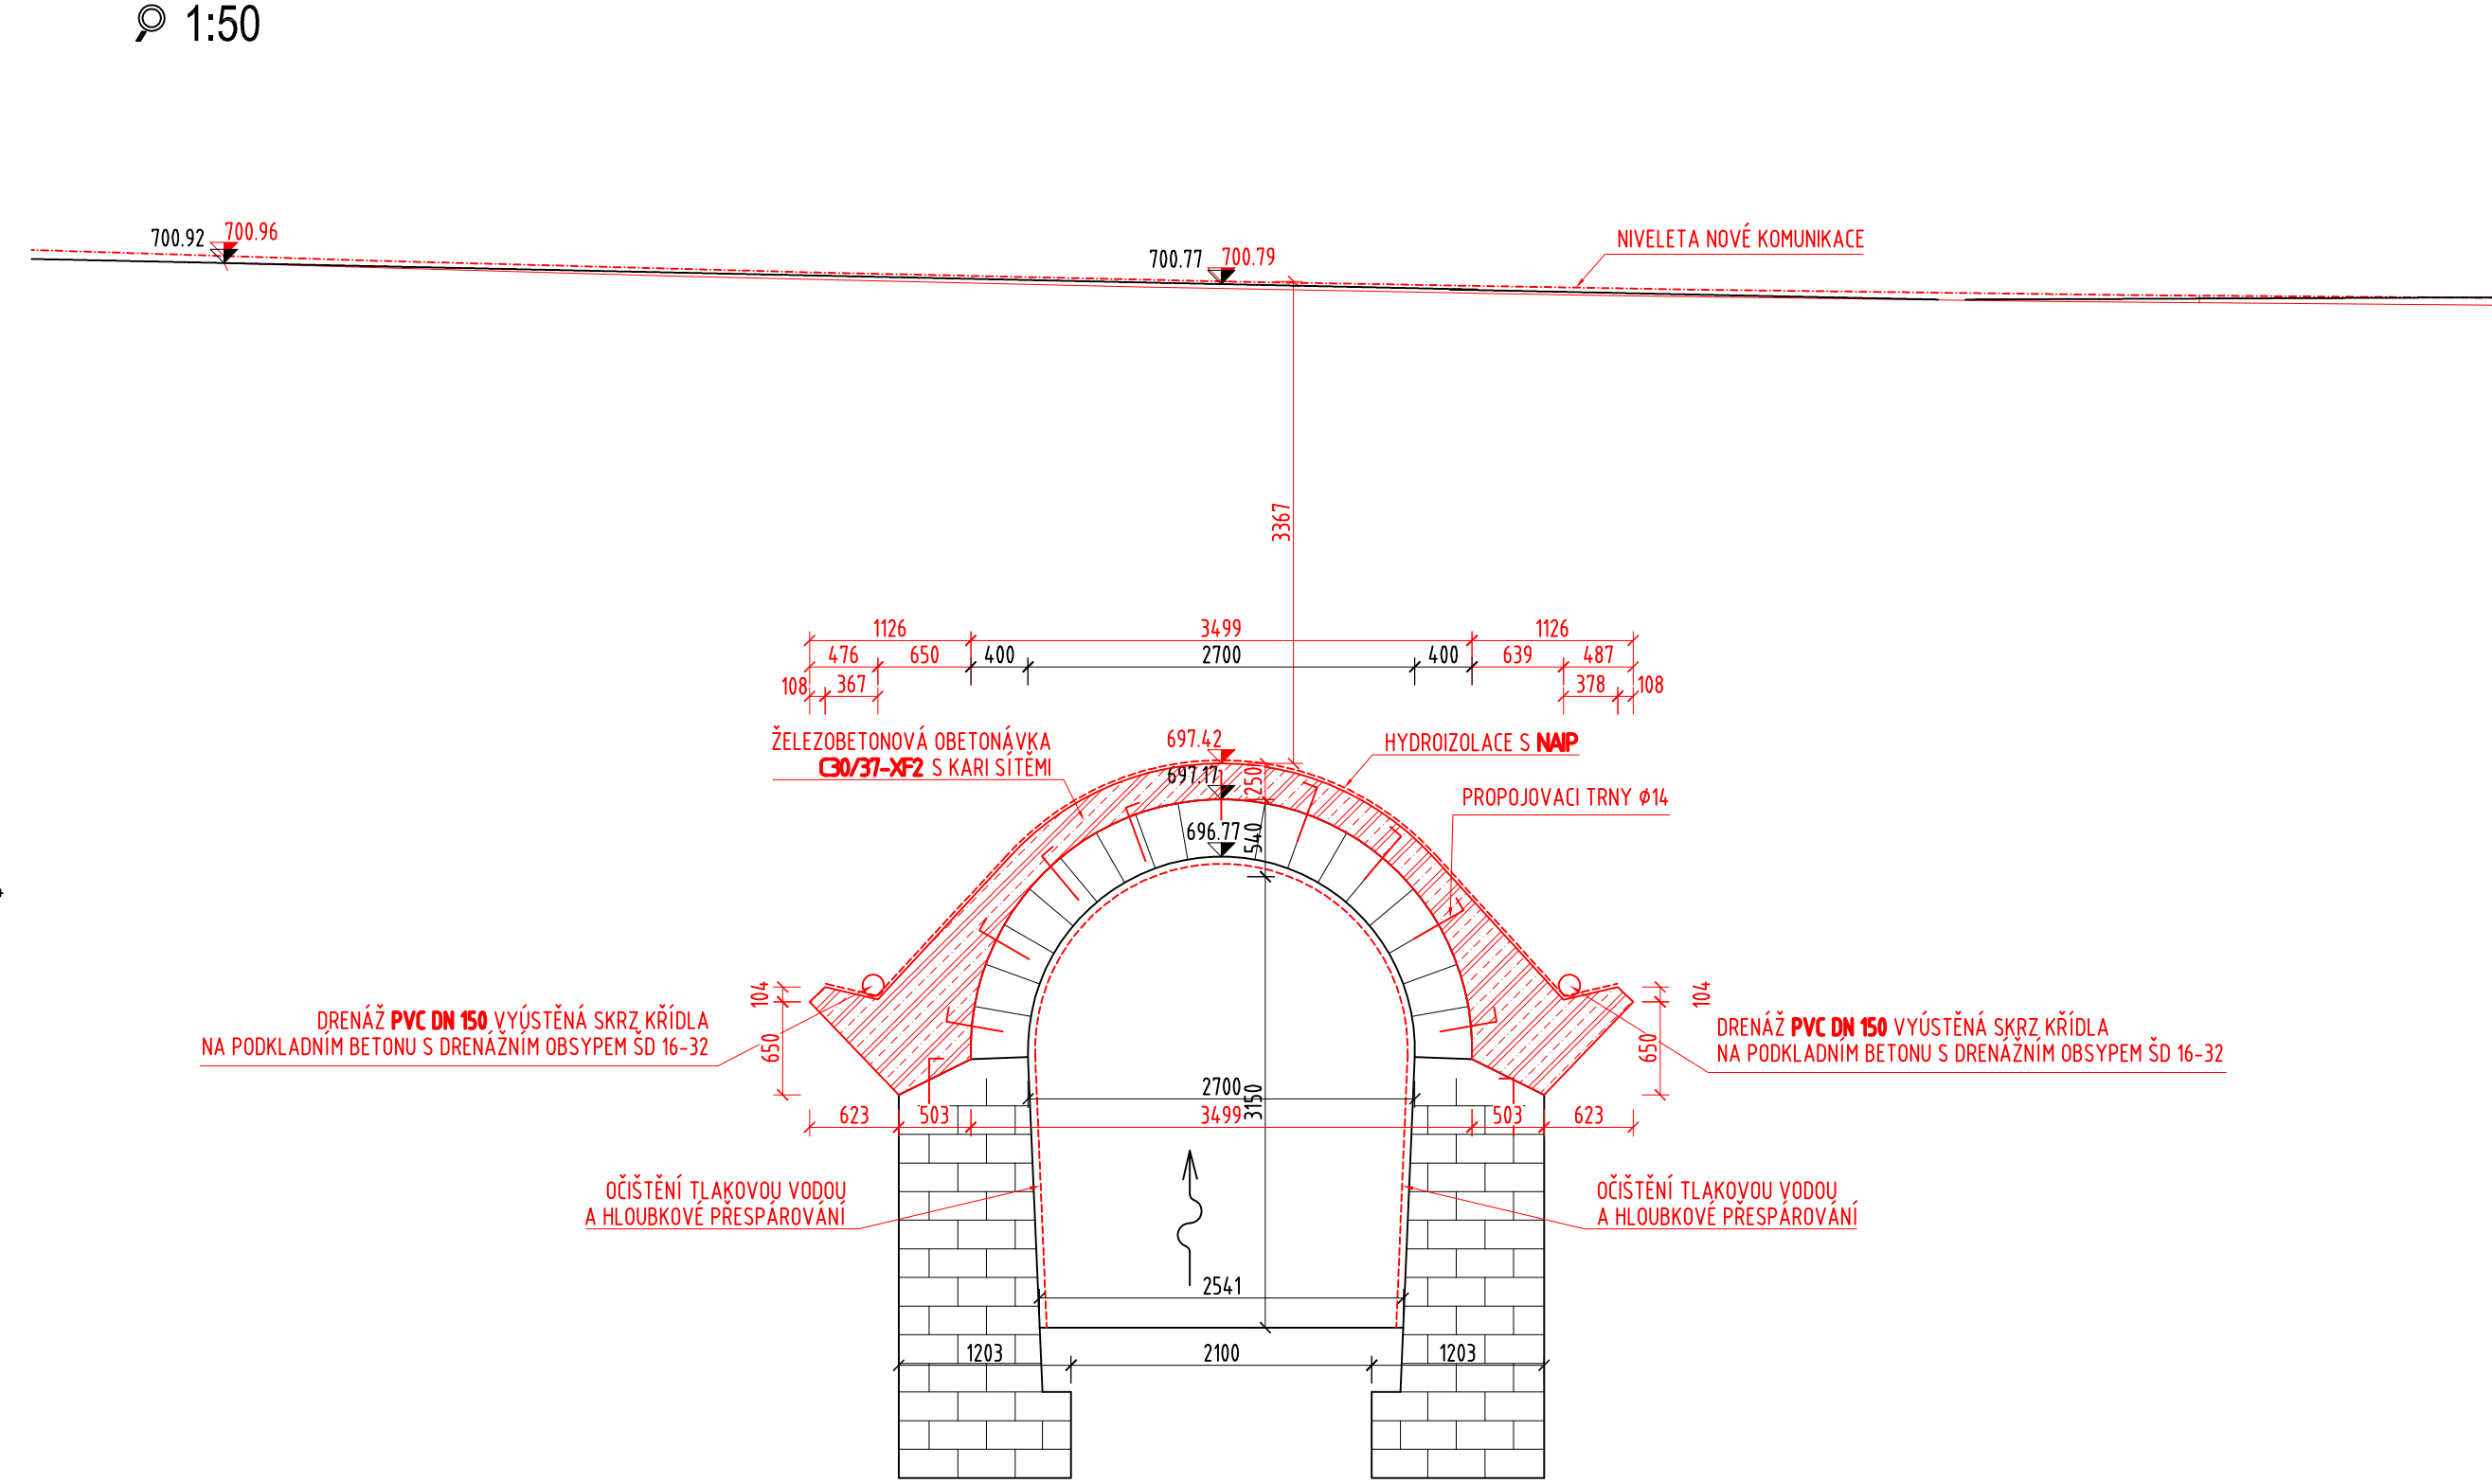 1:50
700.92 700.96
700.77 700.79
NIVELETA NOVÉ KOMUNIKACE
3367
1126 3499 1126
476 650 400 2700 400 639 487
108 367 378 108
ŽELEZOBETONOVÁ OBETONÁVKA
C30/37-XF2 S KARI SÍTĚMI
697.42
HYDROIZOLACE S NAIP
697.17
250
PROPOJOVACI TRNY Ø14
696.77
540
104
650
DRENÁŽ PVC DN 150 VYÚSTĚNÁ SKRZ KŘÍDLA
NA PODKLADNÍM BETONU S DRENÁŽNÍM OBSYPEM ŠD 16-32
104
650
DRENÁŽ PVC DN 150 VYÚSTĚNÁ SKRZ KŘÍDLA
NA PODKLADNÍM BETONU S DRENÁŽNÍM OBSYPEM ŠD 16-32
2700
3150
623 503 3499 503 623
OČIŠTĚNÍ TLAKOVOU VODOU
A HLOUBKOVÉ PŘESPÁROVÁNÍ
OČIŠTĚNÍ TLAKOVOU VODOU
A HLOUBKOVÉ PŘESPÁROVÁNÍ
2541
1203 2100 1203